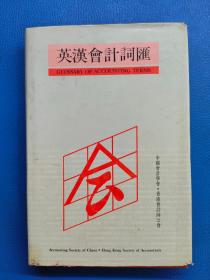 英漢會計詞匯
GLOSSARY OF ACCOUNTING TERMS
会
中國會計學會·香港會計師公會
Accounting Society of China · Hong Kong Society of Accountants